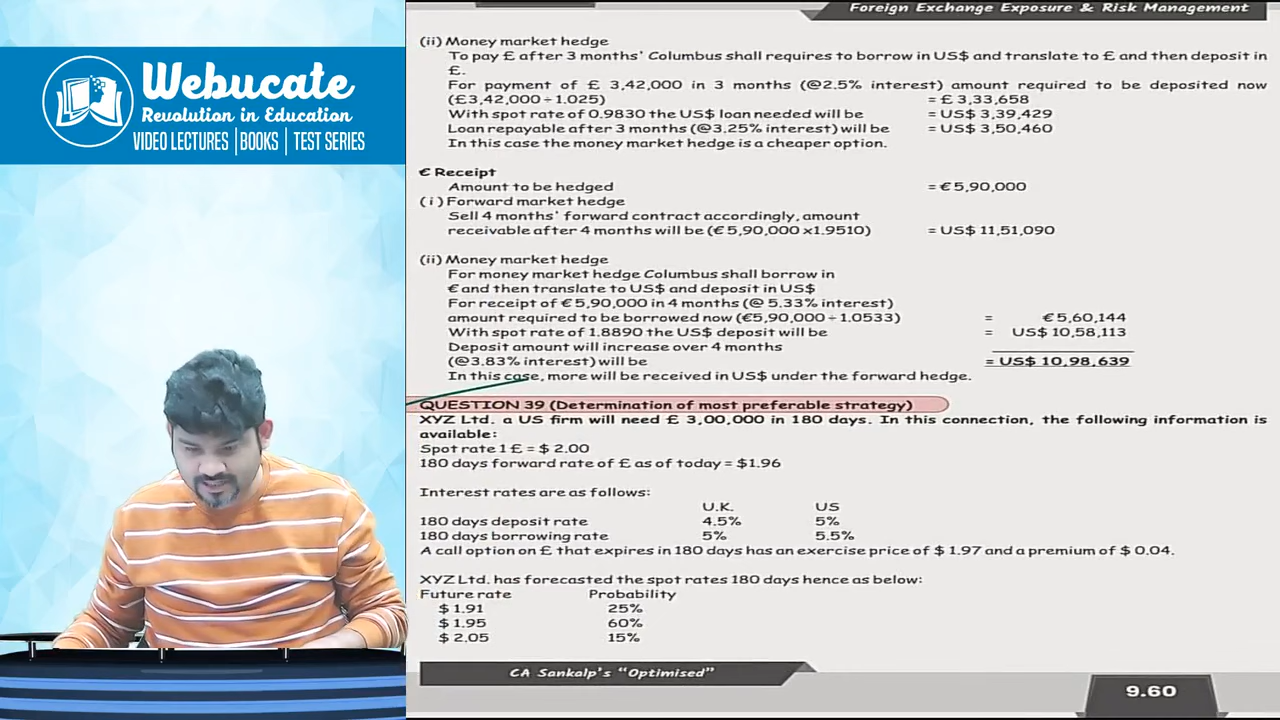 Webucate
Revolution in Education
VIDEO LECTURES | BOOKS | TEST SERIES
Foreign Exchange Exposure & Risk Management
(ii) Money market hedge
To pay £ after 3 months' Columbus shall requires to borrow in US$ and translate to £ and then deposit in
£.
For payment of £ 3,42,000 in 3 months (@2.5% interest) amount required to be deposited now
(£3,42,000 ÷ 1.025) = £ 3,33,658
With spot rate of 0.9830 the US$ loan needed will be = US$ 3,39,429
Loan repayable after 3 months (@3.25% interest) will be = US$ 3,50,460
In this case the money market hedge is a cheaper option.
€ Receipt
Amount to be hedged = € 5,90,000
(i) Forward market hedge
Sell 4 months' forward contract accordingly, amount
receivable after 4 months will be (€ 5,90,000 x1.9510) = US$ 11,51,090
(ii) Money market hedge
For money market hedge Columbus shall borrow in
€ and then translate to US$ and deposit in US$
For receipt of € 5,90,000 in 4 months (@ 5.33% interest)
amount required to be borrowed now (€5,90,000 ÷ 1.0533) = € 5,60,144
With spot rate of 1.8890 the US$ deposit will be = US$ 10,58,113
Deposit amount will increase over 4 months
(@3.83% interest) will be = US$ 10,98,639
In this case, more will be received in US$ under the forward hedge.
QUESTION 39 (Determination of most preferable strategy)
XYZ Ltd. a US firm will need £ 3,00,000 in 180 days. In this connection, the following information is
available:
Spot rate 1 £ = $ 2.00
180 days forward rate of £ as of today = $1.96
Interest rates are as follows:
U.K. US
180 days deposit rate 4.5% 5%
180 days borrowing rate 5% 5.5%
A call option on £ that expires in 180 days has an exercise price of $ 1.97 and a premium of $ 0.04.
XYZ Ltd. has forecasted the spot rates 180 days hence as below:
Future rate Probability
$ 1.91 25%
$ 1.95 60%
$ 2.05 15%
CA Sankalp's "Optimised"
9.60